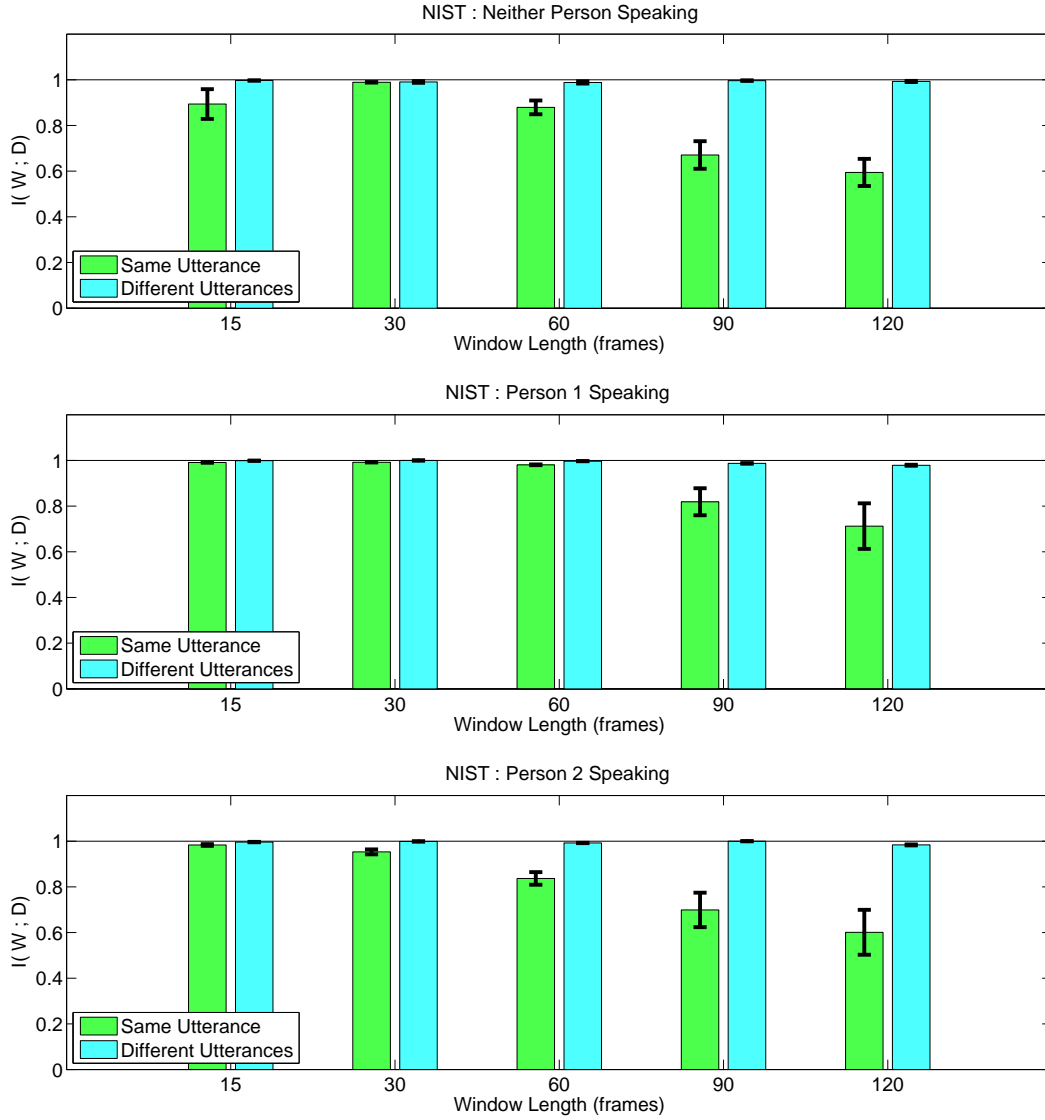 NIST : Neither Person Speaking
1
0.8
0.6
0.4
0.2
0
I( W ; D)
Same Utterance
Different Utterances
15 30 60 90 120
Window Length (frames)
NIST : Person 1 Speaking
1
0.8
0.6
0.4
0.2
0
I( W ; D)
Same Utterance
Different Utterances
15 30 60 90 120
Window Length (frames)
NIST : Person 2 Speaking
1
0.8
0.6
0.4
0.2
0
I( W ; D)
Same Utterance
Different Utterances
15 30 60 90 120
Window Length (frames)